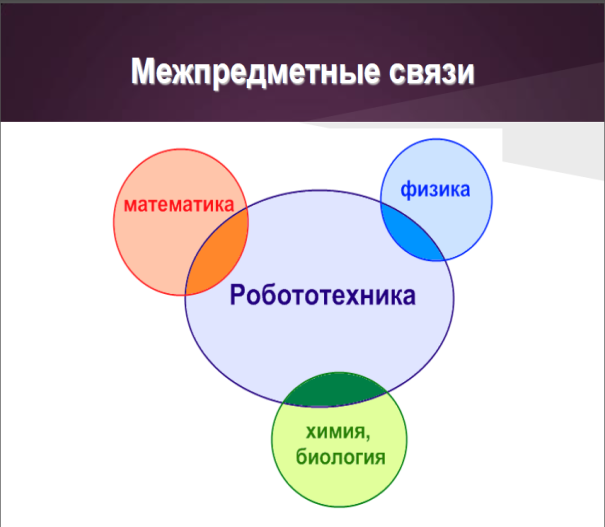 Межпредметные связи
математика
физика
Робототехника
химия,
биология